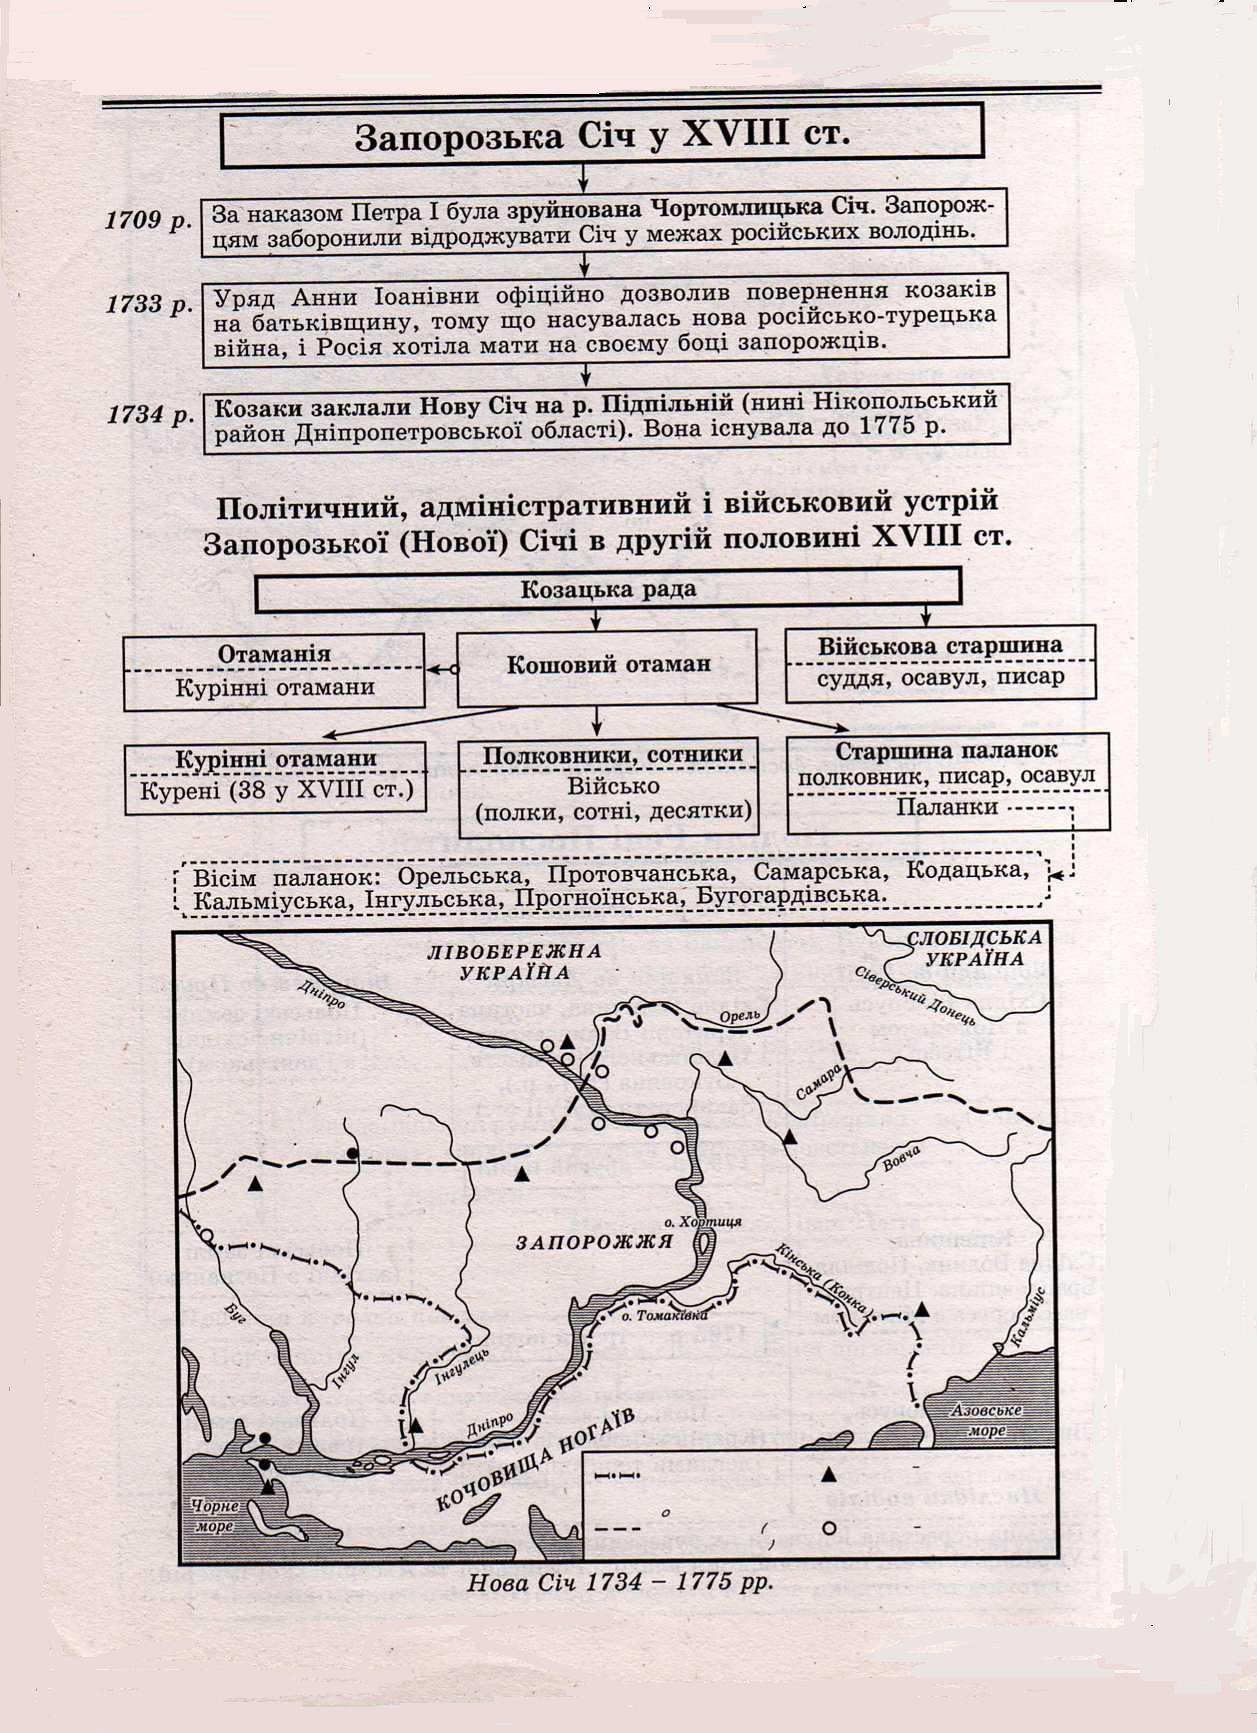 Запорозька Січ у XVIII ст.
1709 р.
За наказом Петра І була зруйнована Чортомлицька Січ. Запорож-
цям заборонили відроджувати Січ у межах російських володінь.
1733 р.
Уряд Анни Іоанівни офіційно дозволив повернення козаків
на батьківщину, тому що насувалась нова російсько-турецька
війна, і Росія хотіла мати на своєму боці запорожців.
1734 р.
Козаки заклали Нову Січ на р. Підпільній (нині Нікопольський
район Дніпропетровської області). Вона існувала до 1775 р.
Політичний, адміністративний і військовий устрій
Запорозької (Нової) Січі в другій половині XVIII ст.
Козацька рада
Отаманія
Курінні отамани
Кошовий отаман
Військова старшина
суддя, осавул, писар
Курінні отамани
Курені (38 у XVIII ст.)
Полковники, сотники
Військо
(полки, сотні, десятки)
Старшина паланок
полковник, писар, осавул
Паланки
Вісім паланок: Орельська, Протовчанська, Самарська, Кодацька,
Кальміуська, Інгульська, Прогноїнська, Бугогардівська.
ЛІВОБЕРЕЖНА
УКРАЇНА
СЛОБІДСЬКА
УКРАЇНА
Дніпро
Сіверський Донець
Орель
Самара
Вовча
о. Хортиця
ЗАПОРОЖЖЯ
Кінська (Конка)
о. Томаківка
Буг
Інгул
Інгулець
Кальміус
Дніпро
КОЧОВИЩА НОГАЇВ
Азовське
море
Чорне
море
Нова Січ 1734 – 1775 рр.